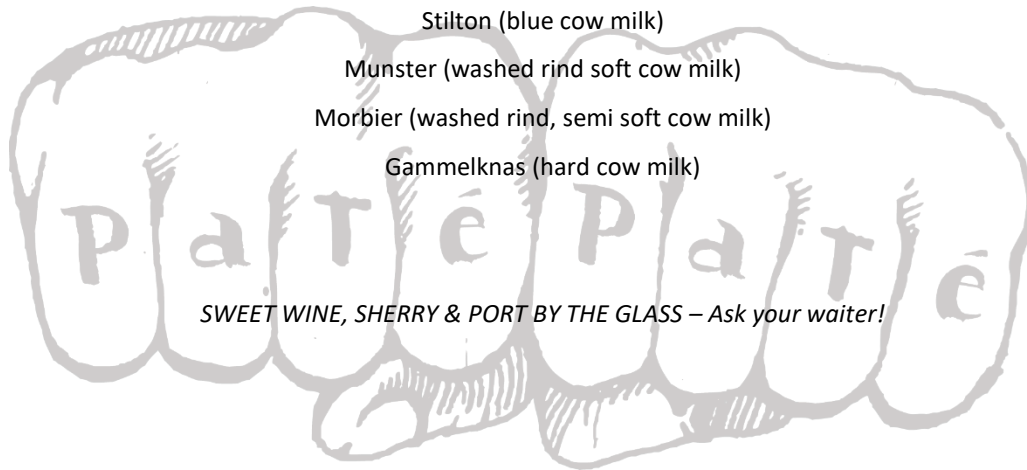 Stilton (blue cow milk)
Munster (washed rind soft cow milk)
Morbier (washed rind, semi soft cow milk)
Gammelknas (hard cow milk)
PaTé PaTé
SWEET WINE, SHERRY & PORT BY THE GLASS – Ask your waiter!